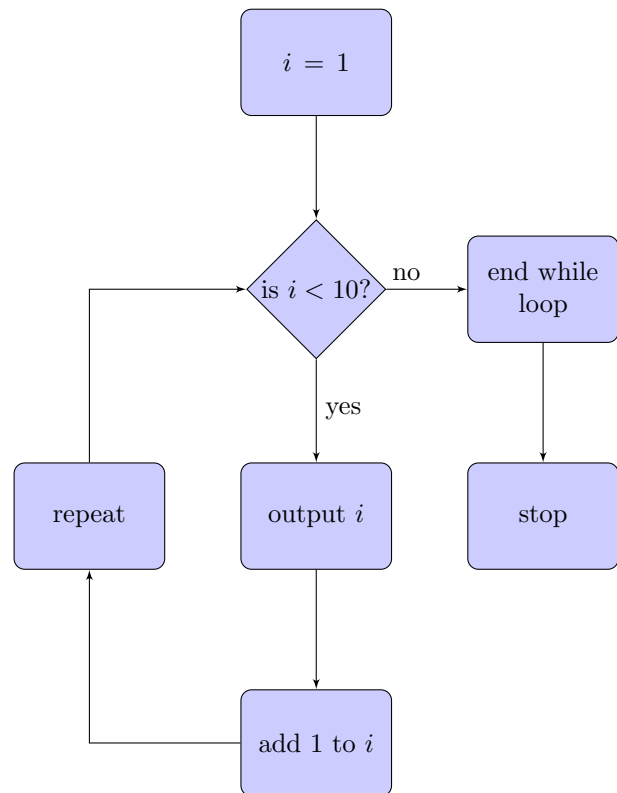 i = 1
is i < 10?
no
end while
loop
yes
repeat
output i
stop
add 1 to i